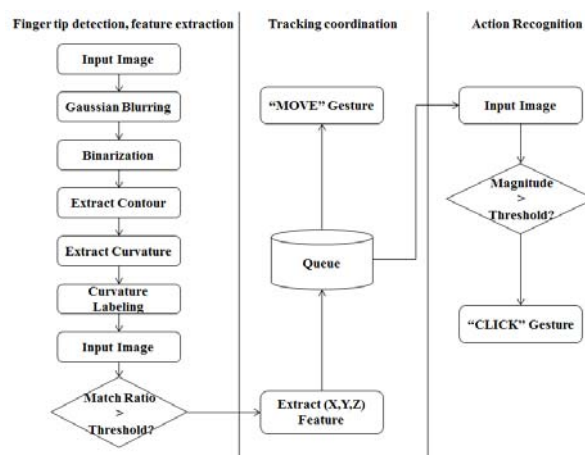 Finger tip detection, feature extraction
Input Image
Gaussian Blurring
Binarization
Extract Contour
Extract Curvature
Curvature
Labeling
Input Image
Match Ratio
>
Threshold?
Tracking coordination
“MOVE” Gesture
Queue
Extract (X,Y,Z)
Feature
Action Recognition
Input Image
Magnitude
>
Threshold?
“CLICK” Gesture